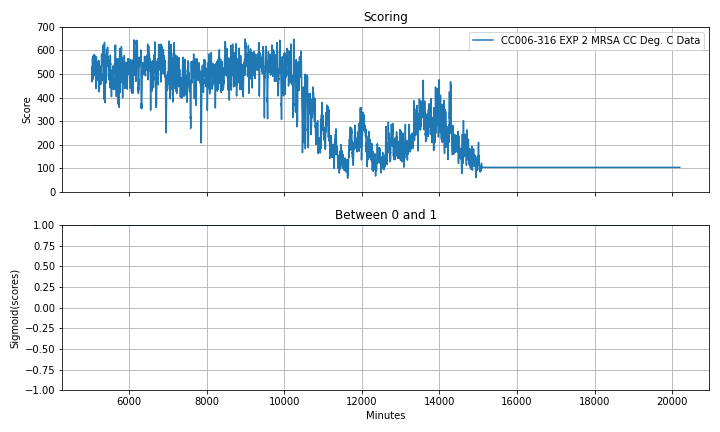 Scoring
CC006-316 EXP 2 MRSA CC Deg. C Data
700
600
500
400
300
200
100
0
Score
Between 0 and 1
1.00
0.75
0.50
0.25
0.00
−0.25
−0.50
−0.75
−1.00
Sigmoid(scores)
6000 8000 10000 12000 14000 16000 18000 20000
Minutes